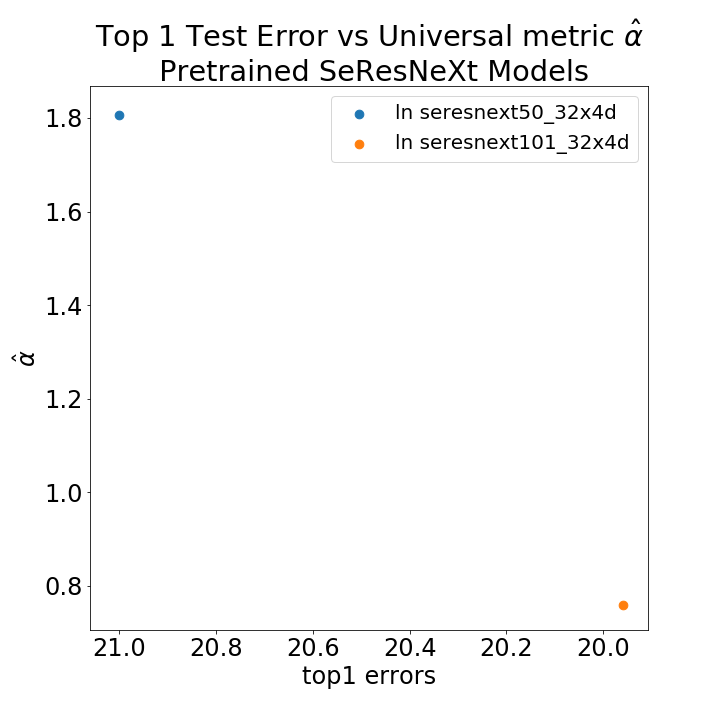 Top 1 Test Error vs Universal metric α̂
Pretrained SeResNeXt Models
ln seresnext50_32x4d
ln seresnext101_32x4d
1.8
1.6
1.4
1.2
1.0
0.8
α̂
21.0 20.8 20.6 20.4 20.2 20.0
top1 errors